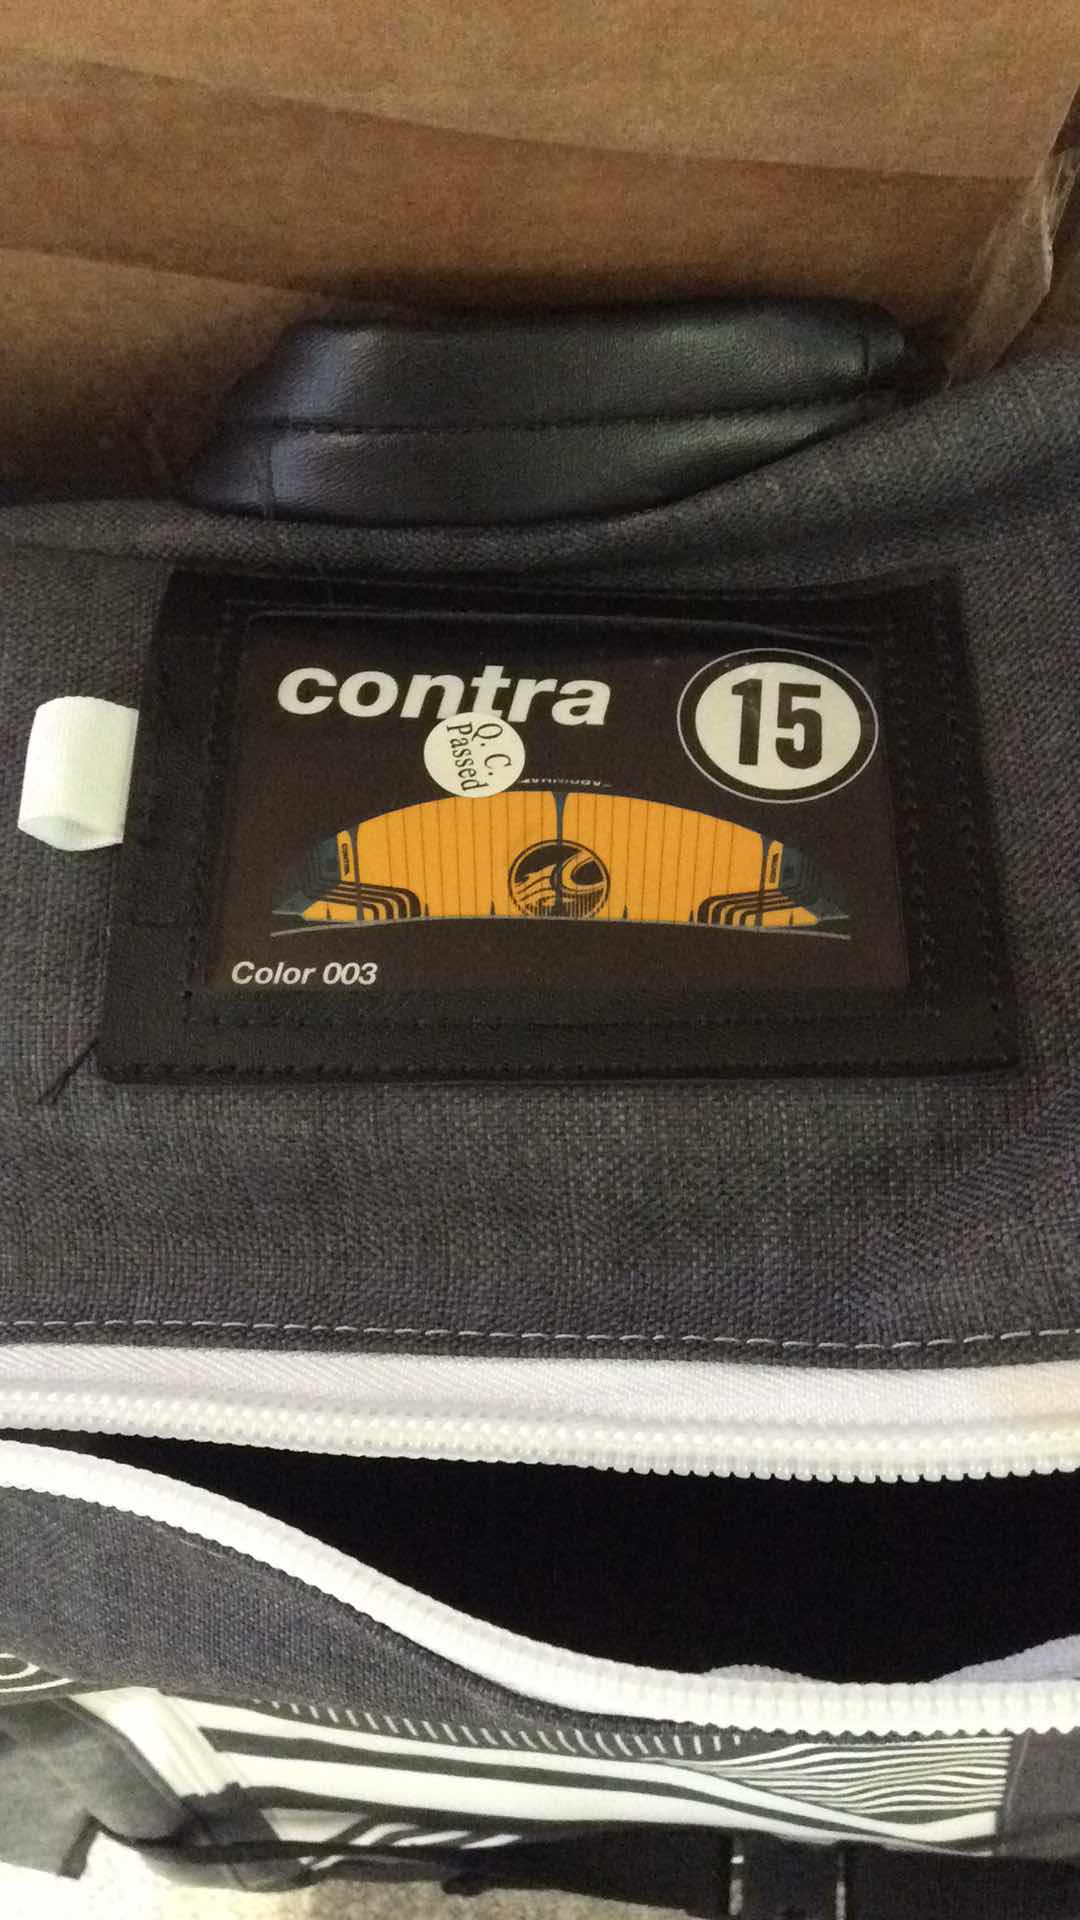 contra
15
Q. C.
Passed
Color 003